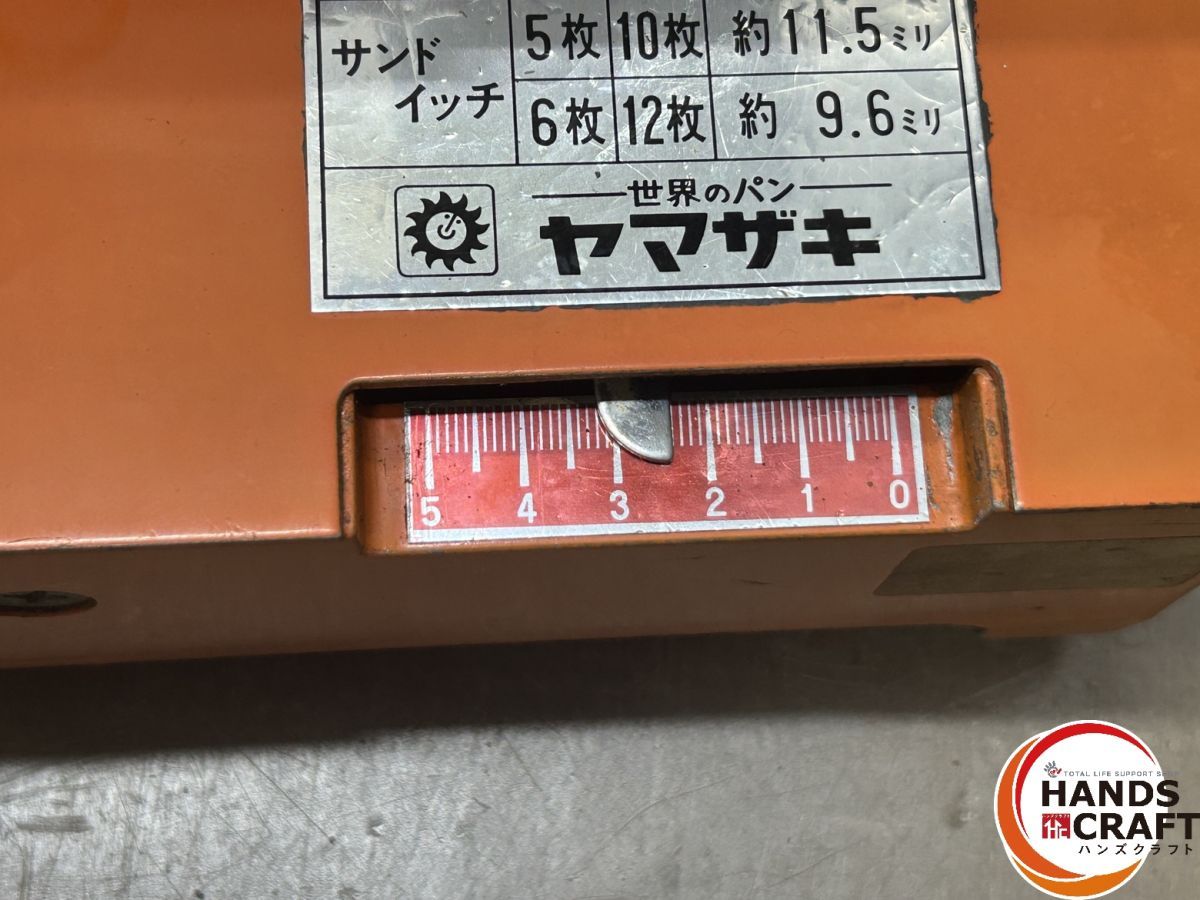 サンド
イッチ
5枚 10枚 約11.5ミリ
6枚 12枚 約 9.6ミリ
世界のパン
ヤマザキ
5 4 3 2 1 0
TOTAL LIFE SUPPORT SHOP
HANDS
CRAFT
ハンズクラフト